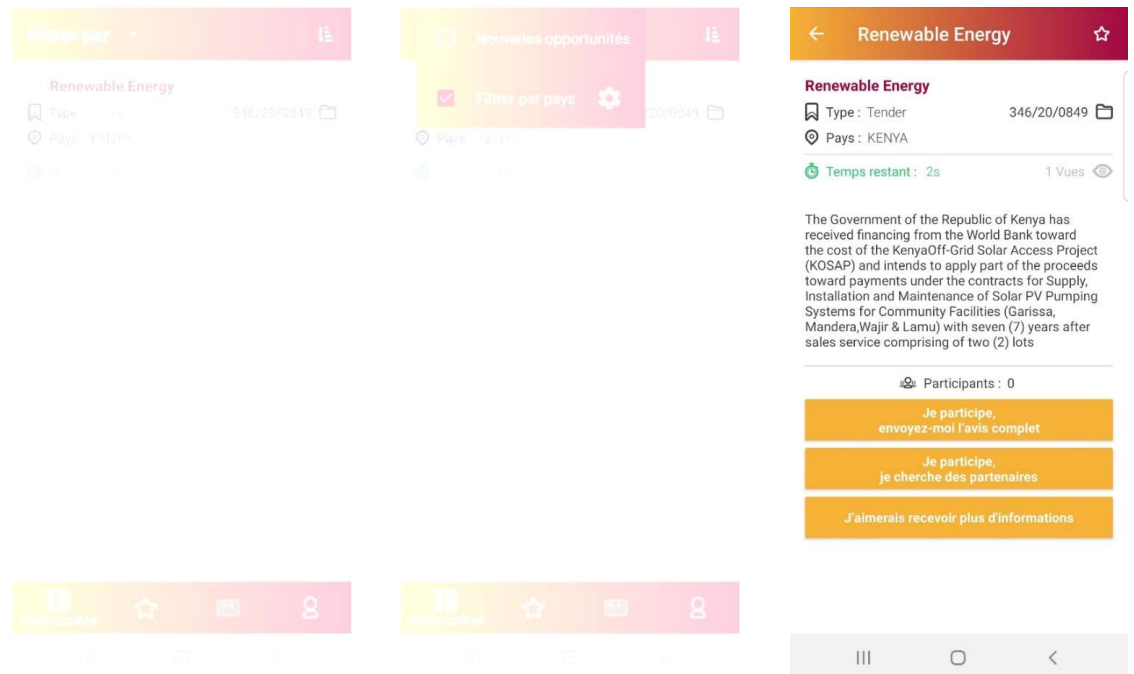 Filtrer par
Renewable Energy
Type
346/20/0849
Pays
Nouvelles opportunités
Filtrer par pays
Pays
Renewable Energy
Renewable Energy
Type : Tender
346/20/0849
Pays : KENYA
Temps restant : 2s
1 Vues
The Government of the Republic of Kenya has
received financing from the World Bank toward
the cost of the KenyaOff-Grid Solar Access Project
(KOSAP) and intends to apply part of the proceeds
toward payments under the contracts for Supply,
Installation and Maintenance of Solar PV Pumping
Systems for Community Facilities (Garissa,
Mandera,Wajir & Lamu) with seven (7) years after
sales service comprising of two (2) lots
Participants : 0
Je participe,
envoyez-moi l'avis complet
Je participe,
je cherche des partenaires
J'aimerais recevoir plus d'informations